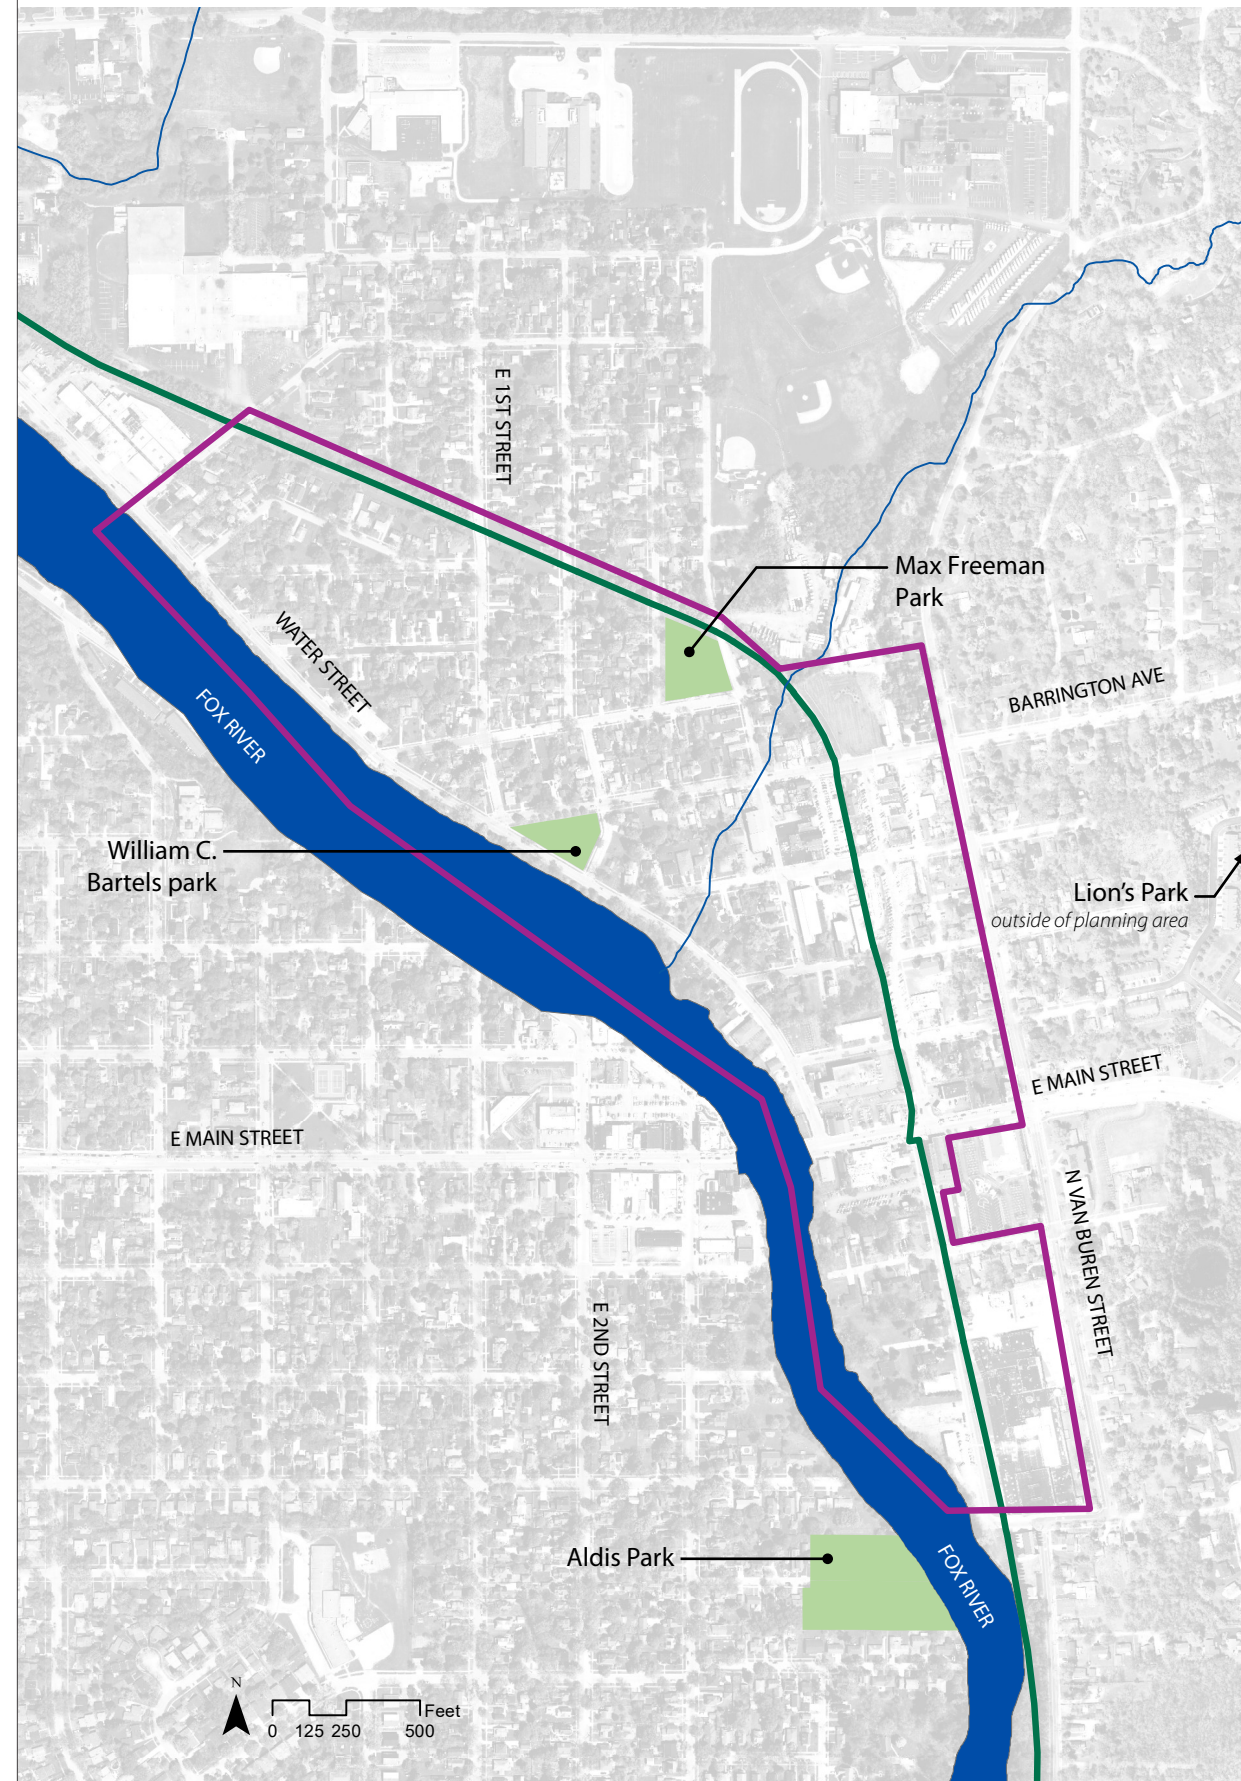 E 1ST STREET
Max Freeman
Park
WATER STREET
BARRINGTON AVE
FOX RIVER
William C.
Bartels park
Lion's Park
outside of planning area
E MAIN STREET
E MAIN STREET
N VAN BUREN STREET
E 2ND STREET
Aldis Park
FOX RIVER
N
Feet
0 125 250 500